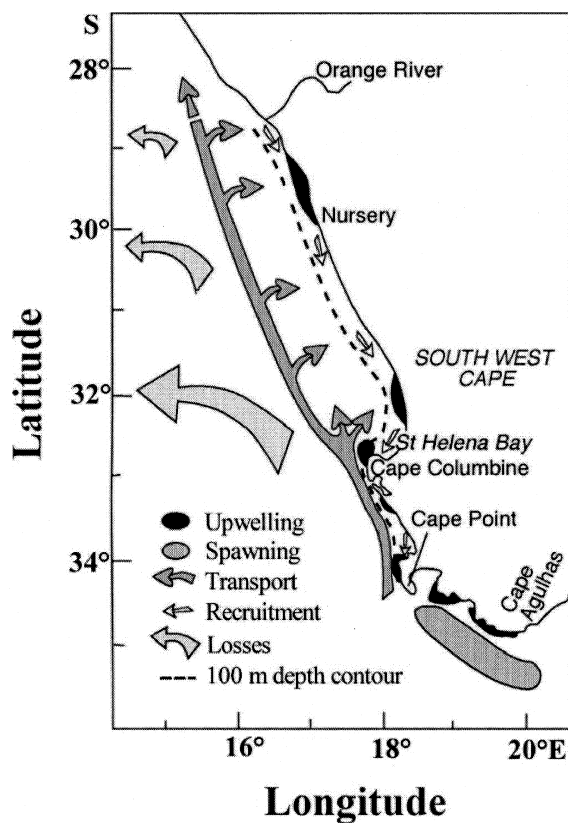 S
28°
Orange River
Nursery
30°
Latitude
32°
SOUTH WEST
CAPE
St Helena Bay
Cape Columbine
Cape Point
34°
Cape
Agulhas
Upwelling
Spawning
Transport
Recruitment
Losses
100 m depth contour
16°
18°
20°E
Longitude